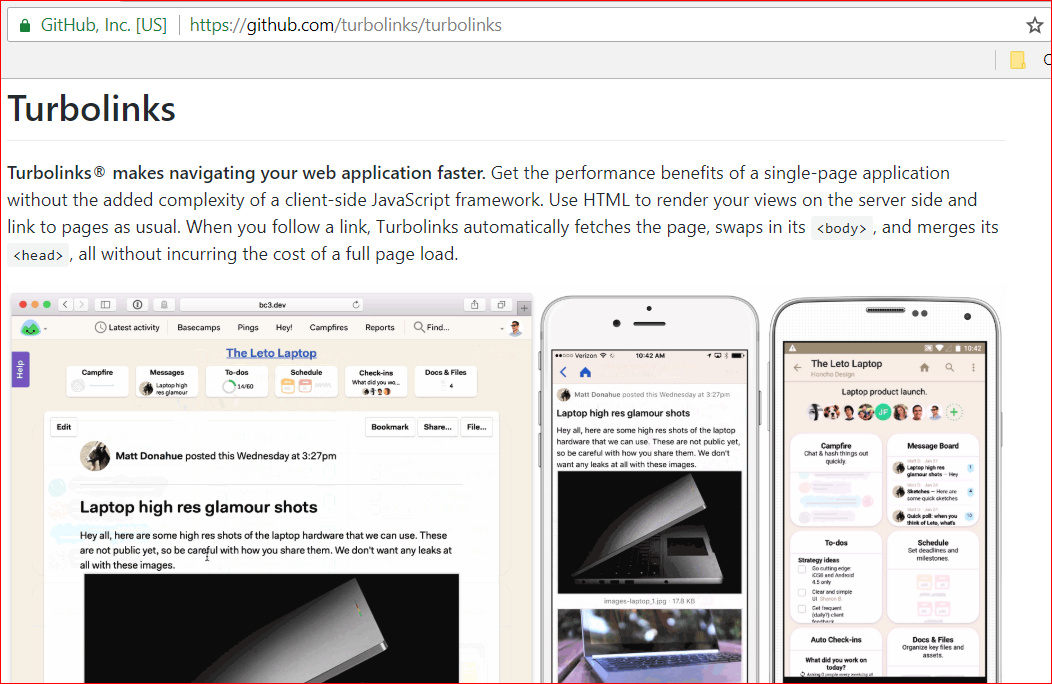 GitHub, Inc. [US] https://github.com/turbolinks/turbolinks
Turbolinks
Turbolinks® makes navigating your web application faster. Get the performance benefits of a single-page application
without the added complexity of a client-side JavaScript framework. Use HTML to render your views on the server side and
link to pages as usual. When you follow a link, Turbolinks automatically fetches the page, swaps in its <body> , and merges its
<head> , all without incurring the cost of a full page load.
bc3.dev
Latest activity Basecamps Pings Hey! Campfires Reports Find...
Help
The Leto Laptop
Campfire Messages To-dos Schedule Check-ins Docs & Files
Laptop high
res glamour
14/60
What did you wo...
4
Edit Bookmark Share... File...
Matt Donahue posted this Wednesday at 3:27pm
Laptop high res glamour shots
Hey all, here are some high res shots of the laptop hardware that we can use. These
are not public yet, so be careful with how you share them. We don't want any leaks at
all with these images.
Verizon 10:42 AM
Matt Donahue posted this Wednesday at 3:27pm
Laptop high res glamour shots
Hey all, here are some high res shots of the laptop
hardware that we can use. These are not public yet,
so be careful with how you share them. We don't
want any leaks at all with these images.
images-laptop_1.jpg · 17.8 KB
10:42
The Leto Laptop
Honcho Design
Laptop product launch.
JF
Campfire
Chat & hash things out
quickly.
Message Board
Laptop high res
glamour shots — Hey
1
Sketches — Here are
some quick sketches
4
Quick poll: when you
think of Leto, what's
10
To-dos
Strategy ideas
Go cutting edge:
iOS8 and Android
4.5 only
Clear and simple
UI Sharon B
Get frequent
(daily?) client
feedback
Schedule
Set deadlines and
milestones.
Auto Check-ins
What did you work on
today?
Asking 12 people every weekday at
Docs & Files
Organize key files and
assets.